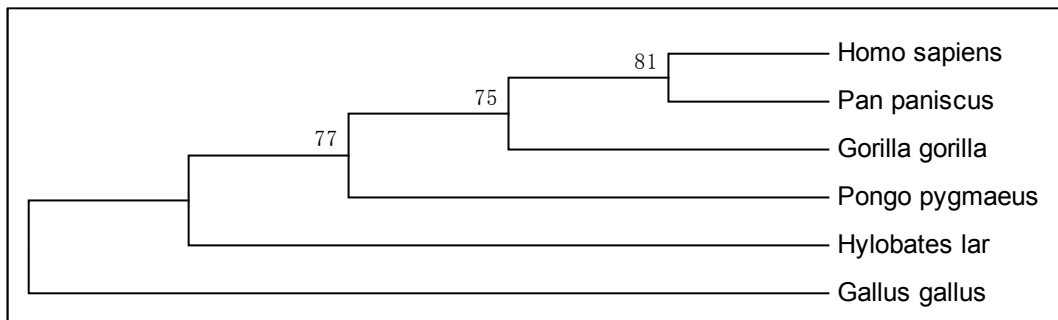 Homo sapiens
81
Pan paniscus
75
Gorilla gorilla
77
Pongo pygmaeus
Hylobates lar
Gallus gallus